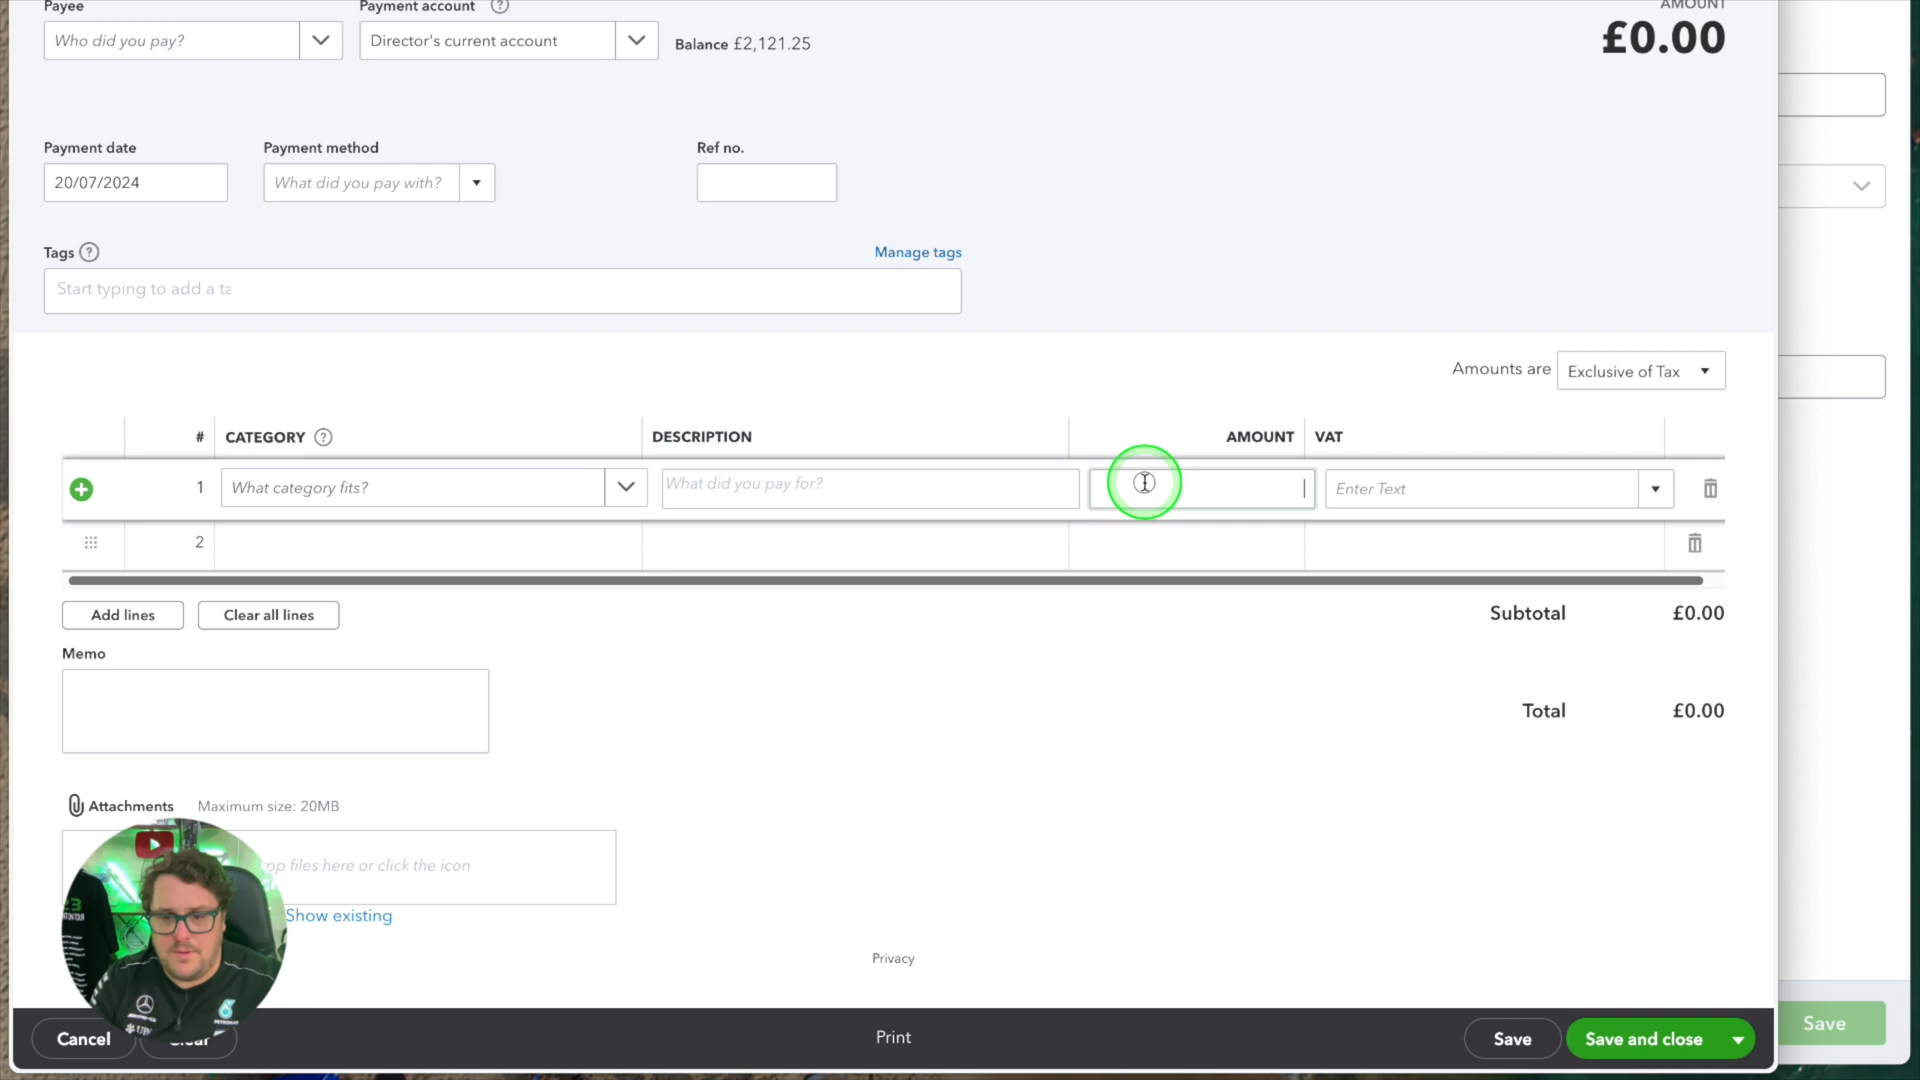 Payee
Payment account ?
AMOUNT
Who did you pay?
Director's current account
Balance £2,121.25
£0.00
Payment date
Payment method
Ref no.
20/07/2024
What did you pay with?
Tags ?
Manage tags
Start typing to add a ta
Amounts are
Exclusive of Tax
#
CATEGORY ?
DESCRIPTION
AMOUNT
VAT
1
What category fits?
What did you pay for?
Enter Text
2
Add lines
Clear all lines
Subtotal
£0.00
Memo
Total
£0.00
Attachments
Maximum size: 20MB
files here or click the icon
Show existing
Privacy
Cancel
Clear
Print
Save
Save and close
Save